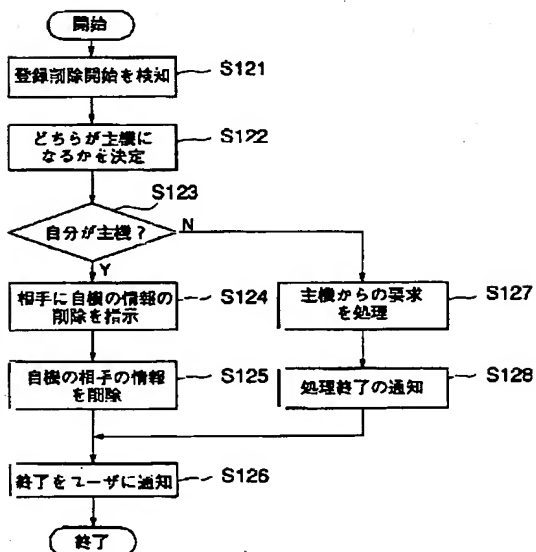 開始
登録削除開始を検知
S121
どちらが主機に
なるかを決定
S122
S123
自分が主機?
N
Y
相手に自機の情報の
削除を指示
S124
主機からの要求
を処理
S127
自機の相手の情報
を削除
S125
処理終了の通知
S128
終了をユーザに通知
S126
終了